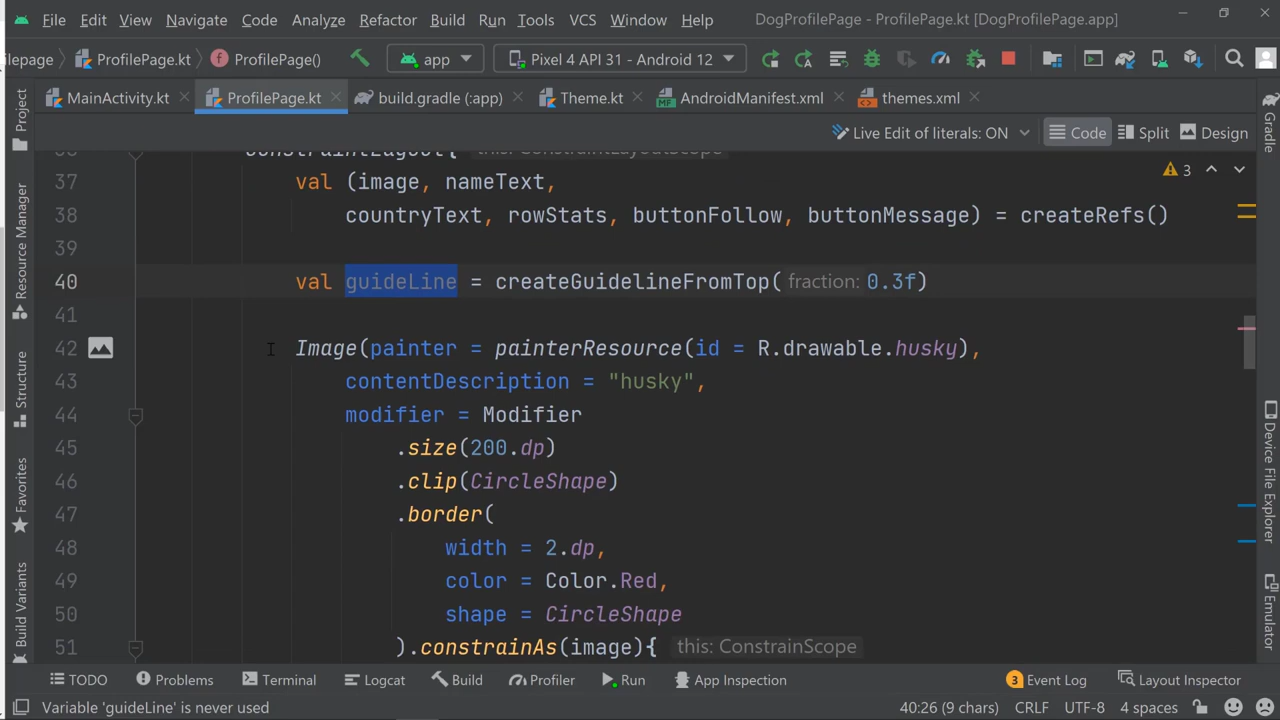 File Edit View Navigate Code Analyze Refactor Build Run Tools VCS Window Help DogProfilePage - ProfilePage.kt [DogProfilePage.app]
ilepage ProfilePage.kt ProfilePage() app Pixel 4 API 31 - Android 12
MainActivity.kt ProfilePage.kt build.gradle (:app) Theme.kt AndroidManifest.xml themes.xml
Live Edit of literals: ON Code Split Design
ConstraintLayout{ this: ConstraintLayoutScope
3
37 val (image, nameText,
38 countryText, rowStats, buttonFollow, buttonMessage) = createRefs()
39
40 val guideLine = createGuidelineFromTop( fraction: 0.3f)
41
42 Image(painter = painterResource(id = R.drawable.husky),
43 contentDescription = "husky",
44 modifier = Modifier
45 .size(200.dp)
46 .clip(CircleShape)
47 .border(
48 width = 2.dp,
49 color = Color.Red,
50 shape = CircleShape
51 ).constrainAs(image){ this: ConstrainScope
Project
Resource Manager
Structure
Favorites
Build Variants
Gradle
Device File Explorer
Emulator
TODO Problems Terminal Logcat Build Profiler Run App Inspection 3 Event Log Layout Inspector
Variable 'guideLine' is never used 40:26 (9 chars) CRLF UTF-8 4 spaces